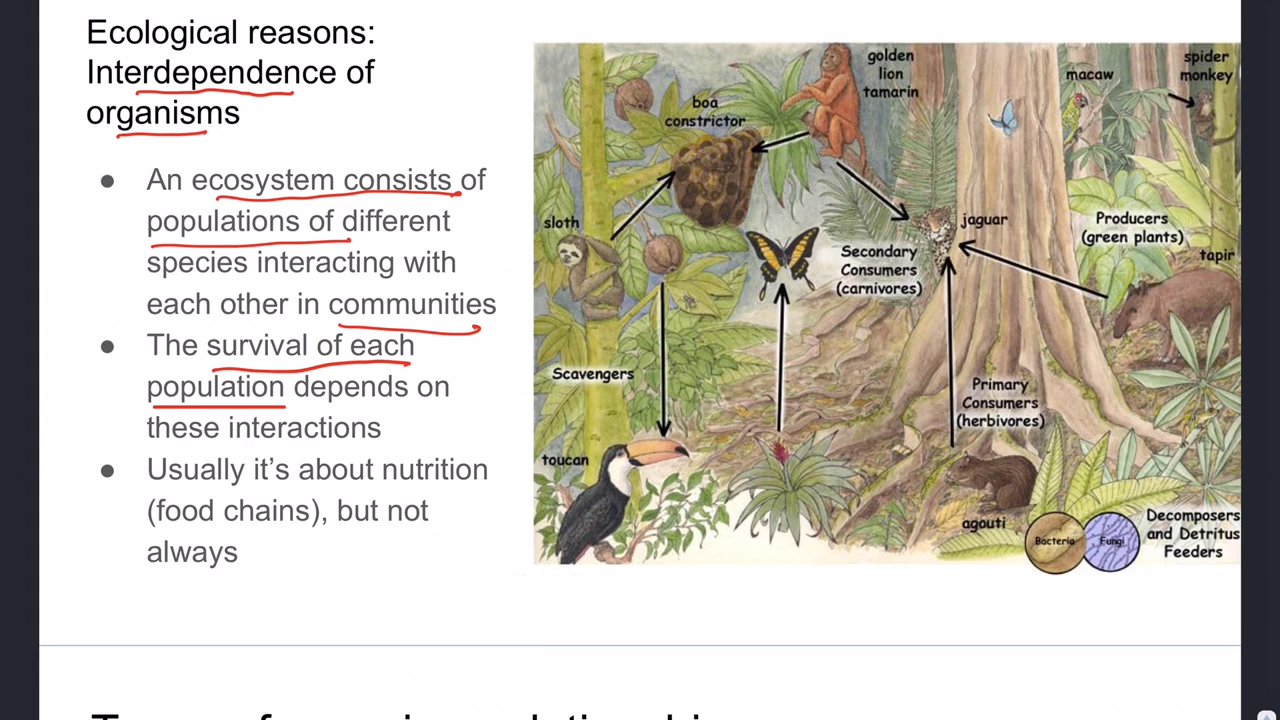 Ecological reasons:
Interdependence of
organisms
● An ecosystem consists of
populations of different
species interacting with
each other in communities
● The survival of each
population depends on
these interactions
● Usually it's about nutrition
(food chains), but not
always
golden
lion
tamarin
macaw
spider
monkey
boa
constrictor
sloth
jaguar
Producers
(green plants)
tapir
Secondary
Consumers
(carnivores)
Scavengers
Primary
Consumers
(herbivores)
toucan
agouti
Bacteria
Fungi
Decomposers
and Detritus
Feeders